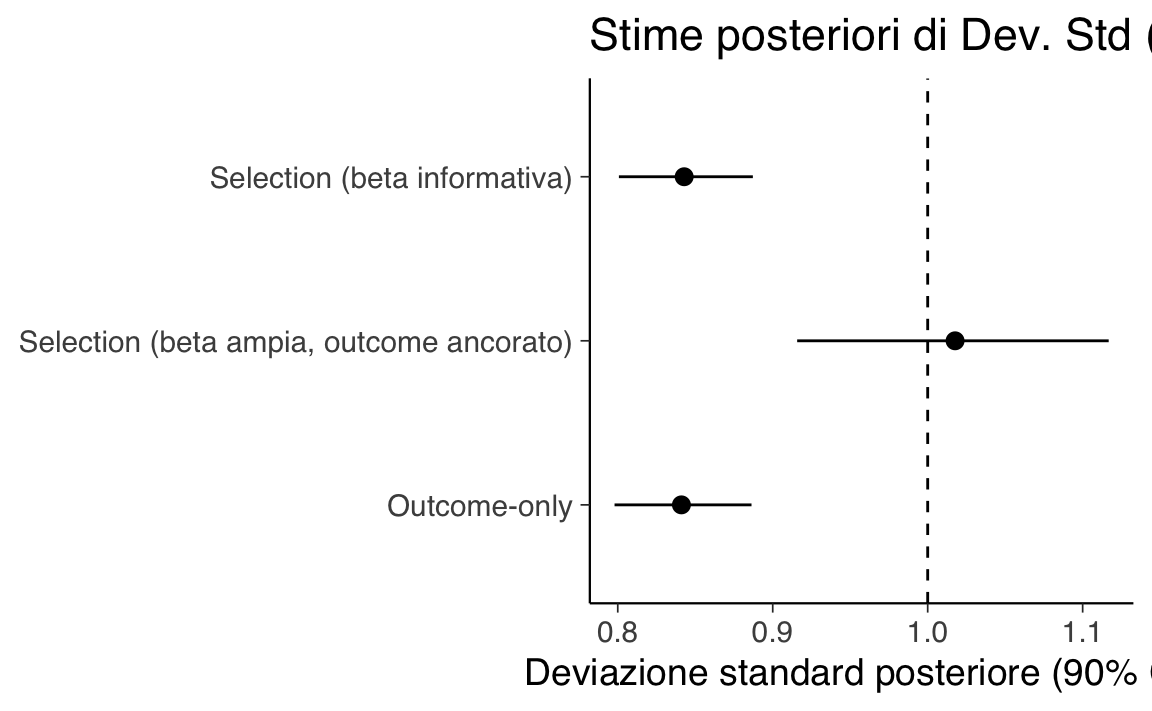 Stime posteriori di Dev. Std (
Selection (beta informativa)
Selection (beta ampia, outcome ancorato)
Outcome-only
0.8 0.9 1.0 1.1
Deviazione standard posteriore (90%